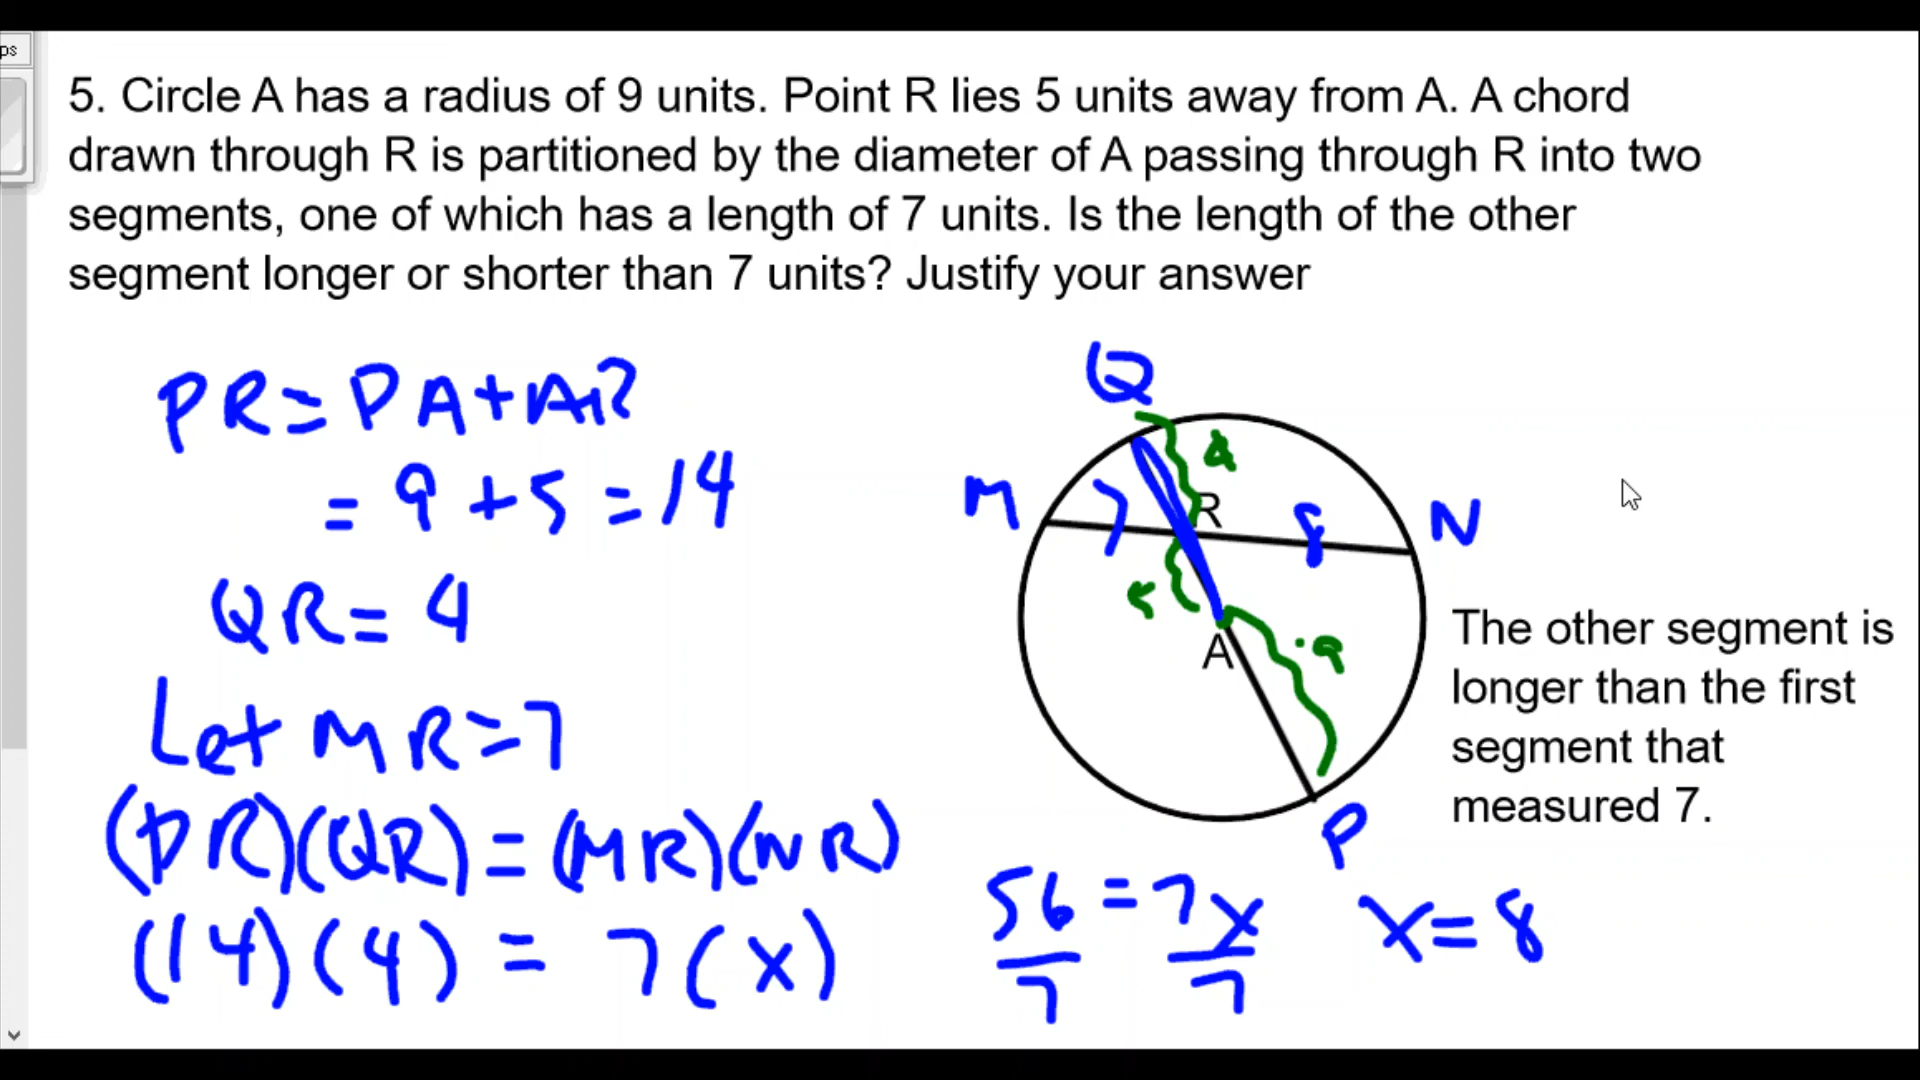 ps
5. Circle A has a radius of 9 units. Point R lies 5 units away from A. A chord
drawn through R is partitioned by the diameter of A passing through R into two
segments, one of which has a length of 7 units. Is the length of the other
segment longer or shorter than 7 units? Justify your answer
PR = PA + AR
= 9 + 5 = 14
QR = 4
Let MR = 7
(PR)(QR) = (MR)(NR)
(14)(4) = 7(x)
Q
4
M
7
R
8
N
5
A
9
P
The other segment is
longer than the first
segment that
measured 7.
56 = 7x
7 7
x = 8